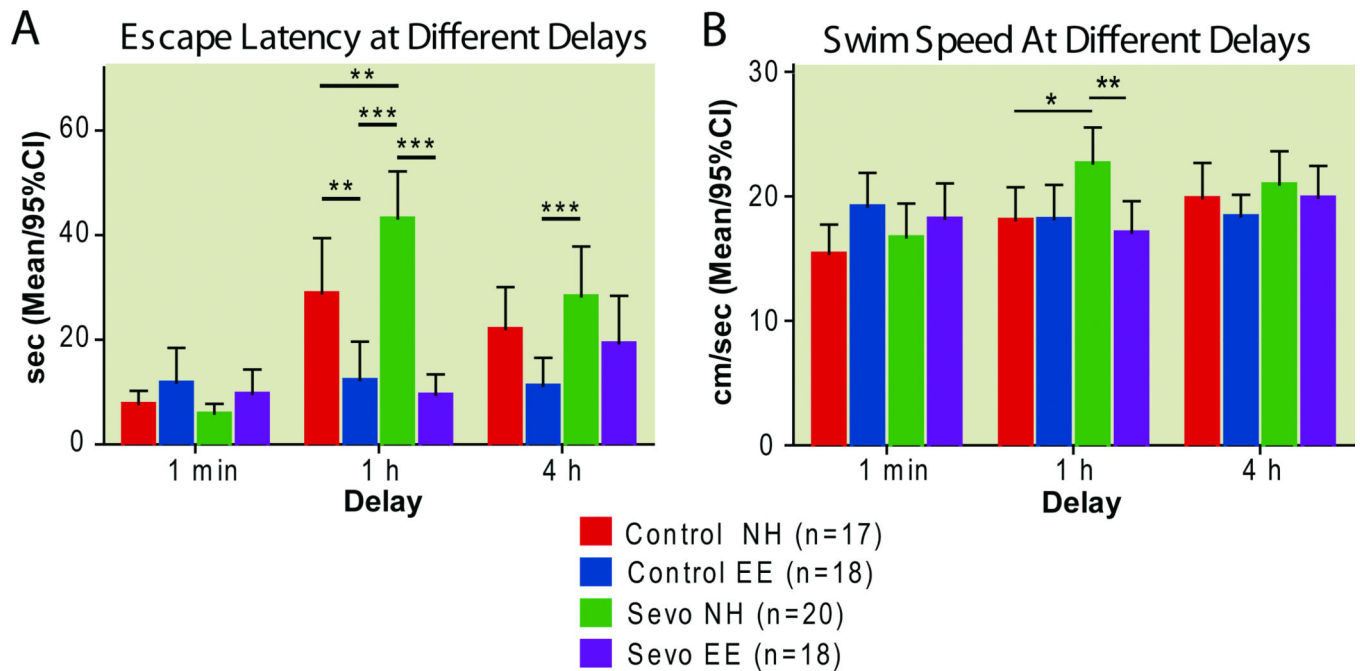 A Escape Latency at Different Delays
sec (Mean/95%CI)
60
40
20
0
**
***
***
**
***
1 min 1 h 4 h
Delay
B Swim Speed At Different Delays
cm/sec (Mean/95%CI)
30
20
10
0
*
**
1 min 1 h 4 h
Delay
Control NH (n=17)
Control EE (n=18)
Sevo NH (n=20)
Sevo EE (n=18)